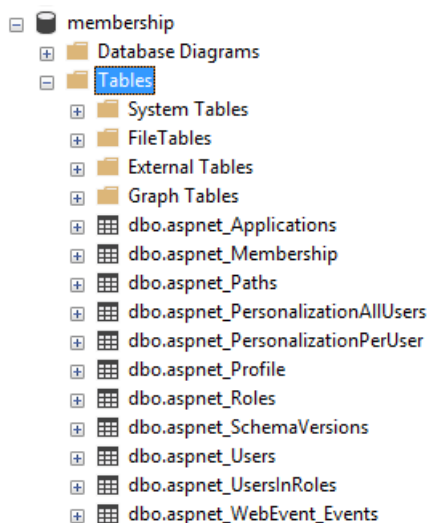 membership
Database Diagrams
Tables
System Tables
FileTables
External Tables
Graph Tables
dbo.aspnet_Applications
dbo.aspnet_Membership
dbo.aspnet_Paths
dbo.aspnet_PersonalizationAllUsers
dbo.aspnet_PersonalizationPerUser
dbo.aspnet_Profile
dbo.aspnet_Roles
dbo.aspnet_SchemaVersions
dbo.aspnet_Users
dbo.aspnet_UsersInRoles
dbo.aspnet_WebEvent_Events